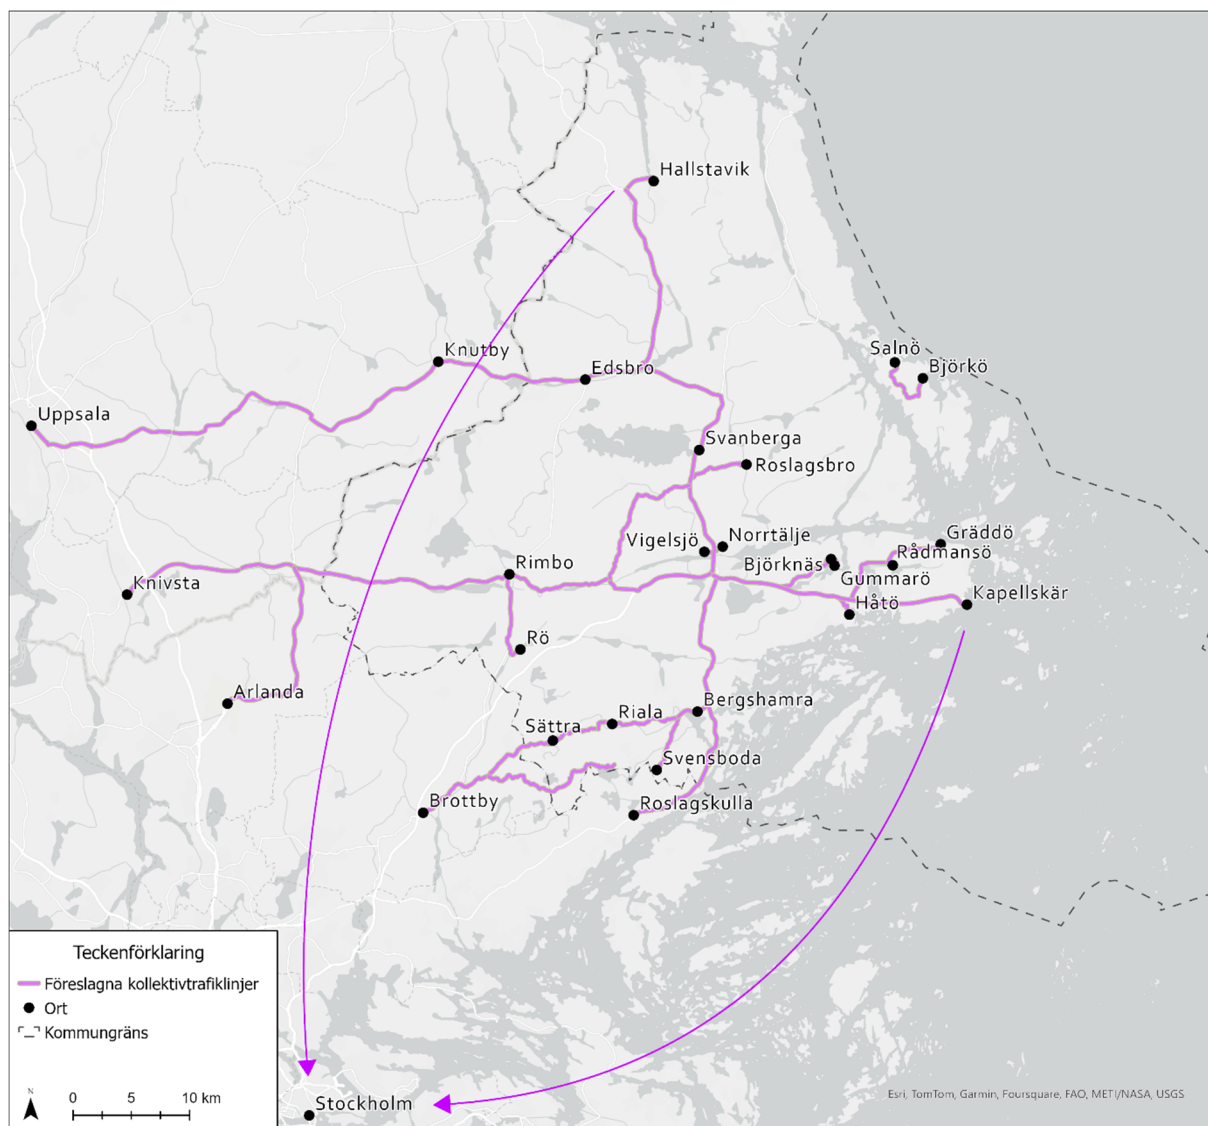 Hallstavik
Knutby
Edsbro
Salnö
Björkö
Uppsala
Svanberga
Roslagsbro
Vigelsjö
Norrtälje
Gräddö
Björknäs
Rådmansö
Gummarö
Rimbo
Knivsta
Håtö
Kapellskär
Rö
Arlanda
Bergshamra
Riala
Sättra
Svensboda
Brottby
Roslagskulla
Teckenförklaring
Föreslagna kollektivtrafiklinjer
Ort
Kommungräns
N
0 5 10 km
Stockholm
Esri, TomTom, Garmin, Foursquare, FAO, METI/NASA, USGS